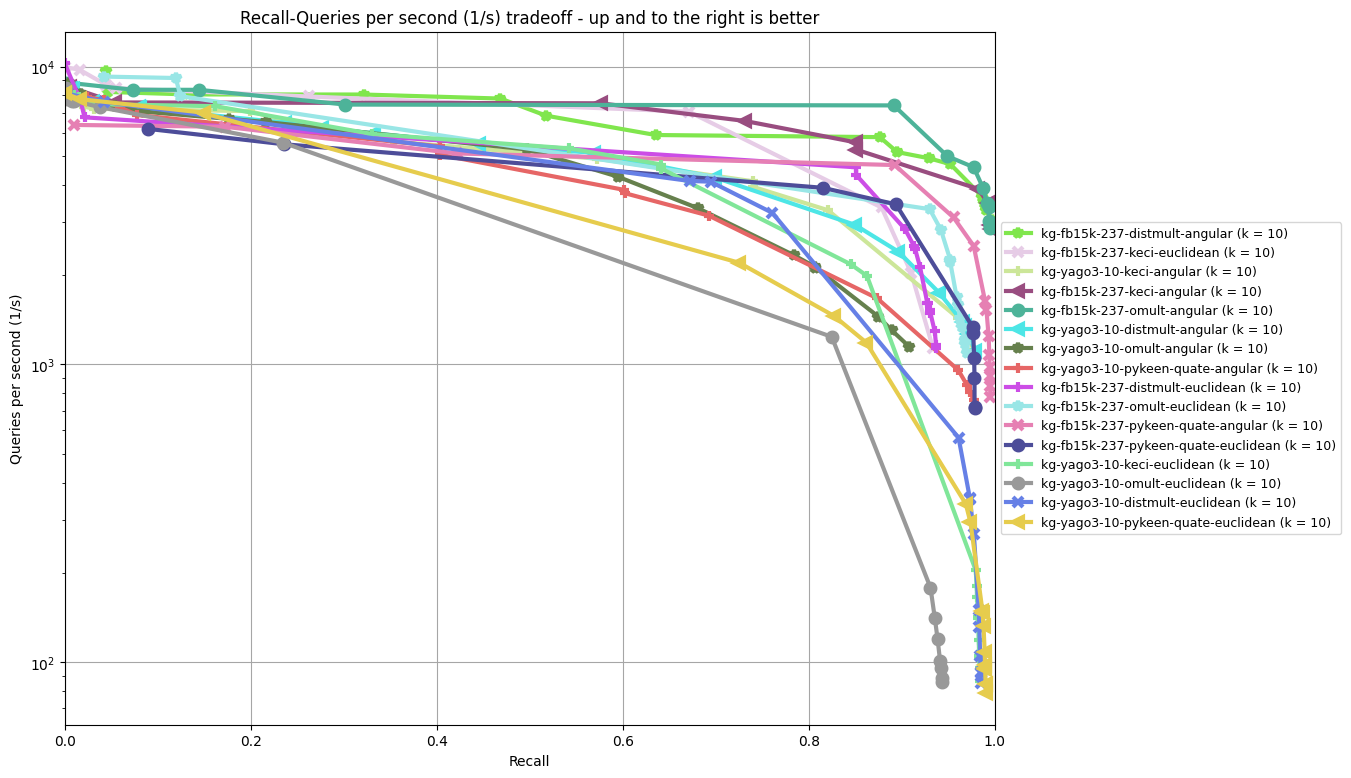 Recall-Queries per second (1/s) tradeoff - up and to the right is better
10^4
10^3
10^2
Queries per second (1/s)
0.0 0.2 0.4 0.6 0.8 1.0
Recall
kg-fb15k-237-distmult-angular (k = 10)
kg-fb15k-237-keci-euclidean (k = 10)
kg-yago3-10-keci-angular (k = 10)
kg-fb15k-237-keci-angular (k = 10)
kg-fb15k-237-omult-angular (k = 10)
kg-yago3-10-distmult-angular (k = 10)
kg-yago3-10-omult-angular (k = 10)
kg-yago3-10-pykeen-quate-angular (k = 10)
kg-fb15k-237-distmult-euclidean (k = 10)
kg-fb15k-237-omult-euclidean (k = 10)
kg-fb15k-237-pykeen-quate-angular (k = 10)
kg-fb15k-237-pykeen-quate-euclidean (k = 10)
kg-yago3-10-keci-euclidean (k = 10)
kg-yago3-10-omult-euclidean (k = 10)
kg-yago3-10-distmult-euclidean (k = 10)
kg-yago3-10-pykeen-quate-euclidean (k = 10)